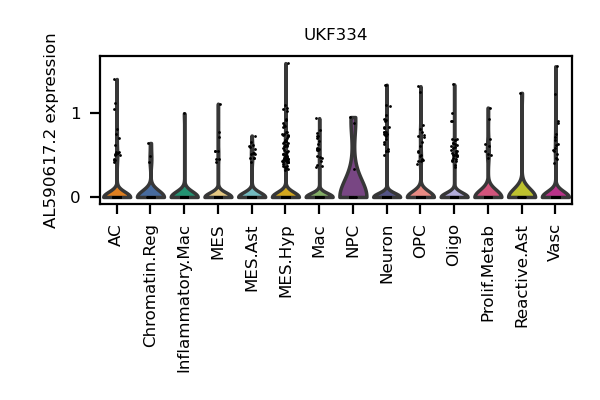 UKF334
AL590617.2 expression
1
0
AC
Chromatin.Reg
Inflammatory.Mac
MES
MES.Ast
MES.Hyp
Mac
NPC
Neuron
OPC
Oligo
Prolif.Metab
Reactive.Ast
Vasc